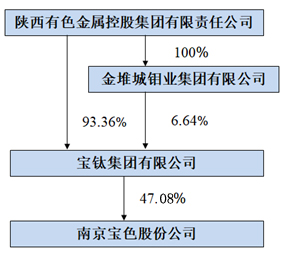 陕西有色金属控股集团有限责任公司
100%
金堆城钼业集团有限公司
93.36%
6.64%
宝钛集团有限公司
47.08%
南京宝色股份公司